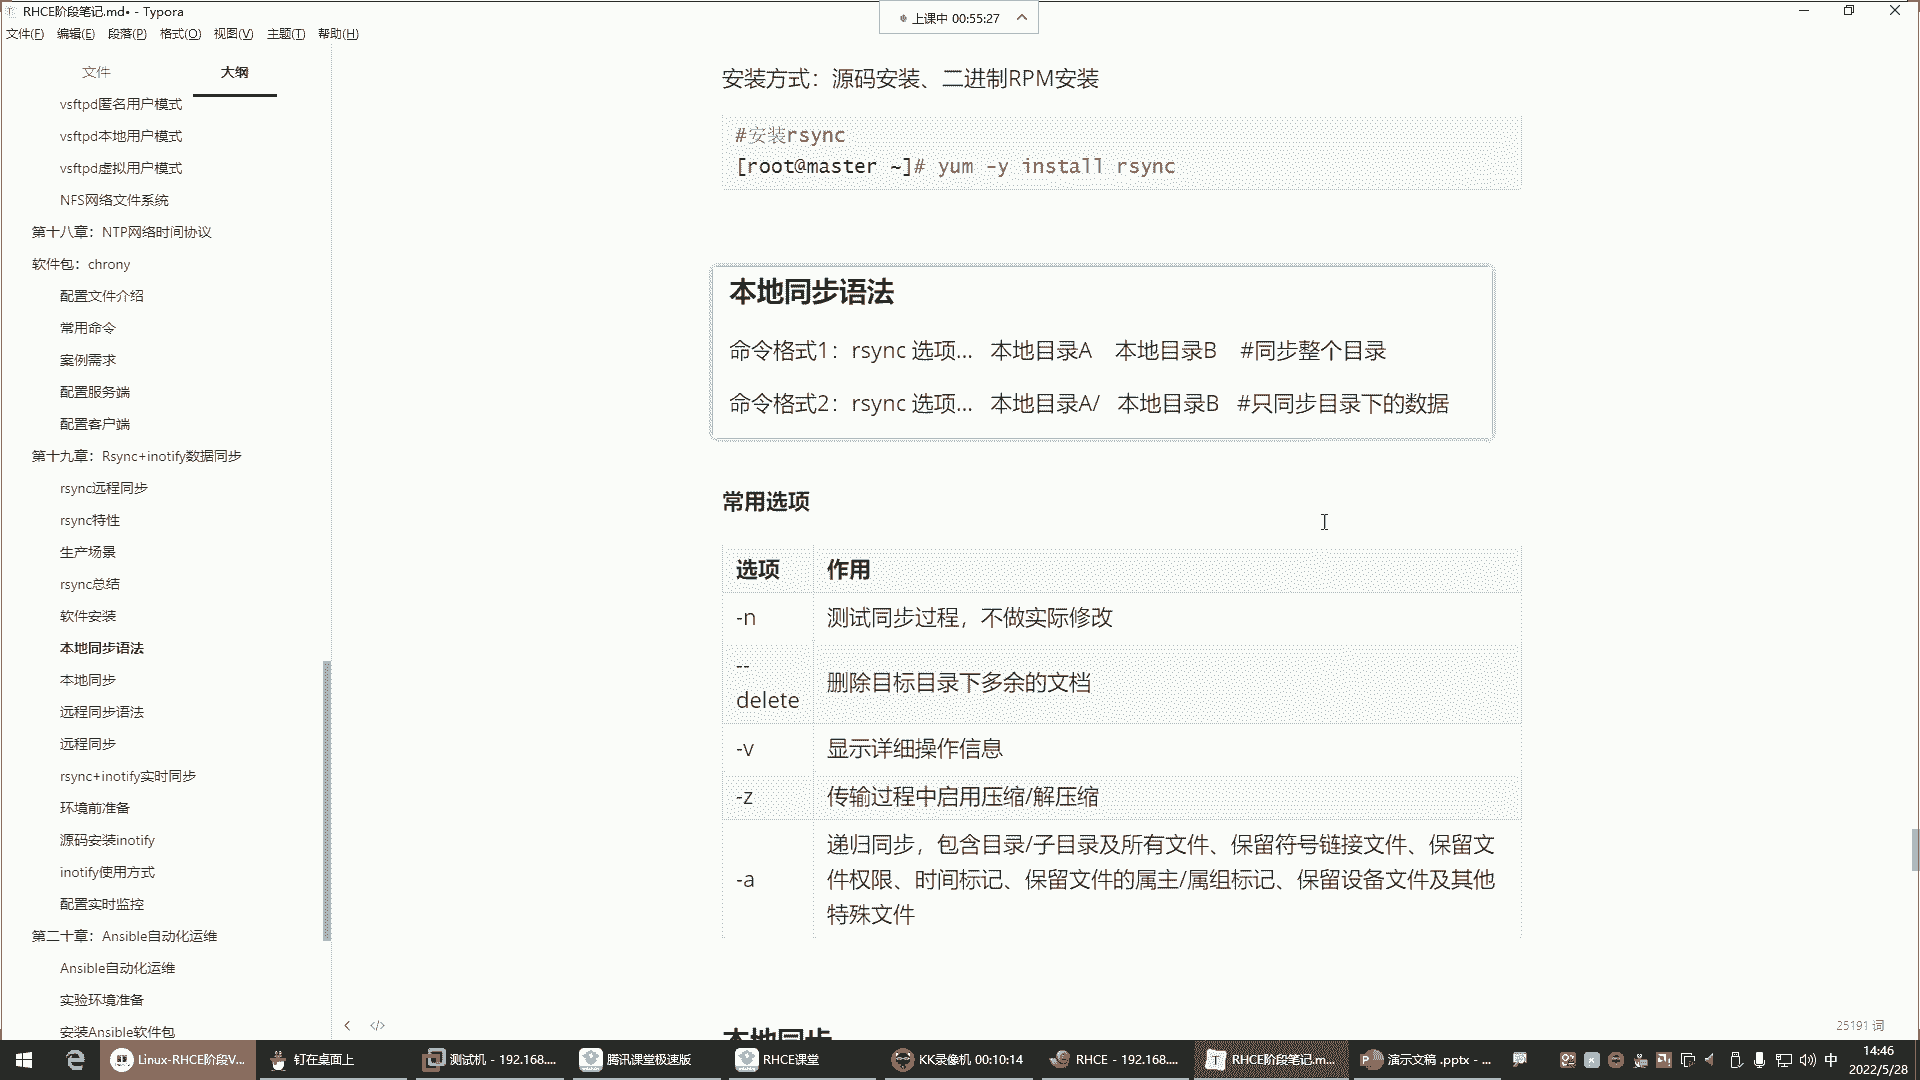 RHCE阶段笔记.md• - Typora
上课中 00:55:27
文件(F) 编辑(E) 段落(P) 格式(O) 视图(V) 主题(T) 帮助(H)
文件 大纲
vsftpd匿名用户模式
vsftpd本地用户模式
vsftpd虚拟用户模式
NFS网络文件系统
第十八章：NTP网络时间协议
软件包：chrony
配置文件介绍
常用命令
案例需求
配置服务端
配置客户端
第十九章：Rsync+inotify数据同步
rsync远程同步
rsync特性
生产场景
rsync总结
软件安装
本地同步语法
本地同步
远程同步语法
远程同步
rsync+inotify实时同步
环境前准备
源码安装inotify
inotify使用方式
配置实时监控
第二十章：Ansible自动化运维
Ansible自动化运维
实验环境准备
安装Ansible软件包
安装方式：源码安装、二进制RPM安装
#安装rsync
[root@master ~]# yum -y install rsync
本地同步语法
命令格式1：rsync 选项... 本地目录A 本地目录B #同步整个目录
命令格式2：rsync 选项... 本地目录A/ 本地目录B #只同步目录下的数据
常用选项
选项 作用
-n 测试同步过程，不做实际修改
--
delete 删除目标目录下多余的文档
-v 显示详细操作信息
-z 传输过程中启用压缩/解压缩
-a 递归同步，包含目录/子目录及所有文件、保留符号链接文件、保留文
件权限、时间标记、保留文件的属主/属组标记、保留设备文件及其他
特殊文件
本地同步
25191 词
Linux-RHCE阶段V... 钉在桌面上 测试机 - 192.168.... 腾讯课堂极速版 RHCE课堂 KK录像机 00:10:14 RHCE - 192.168.... RHCE阶段笔记.m... 演示文稿 .pptx - ... 中
14:46
2022/5/28